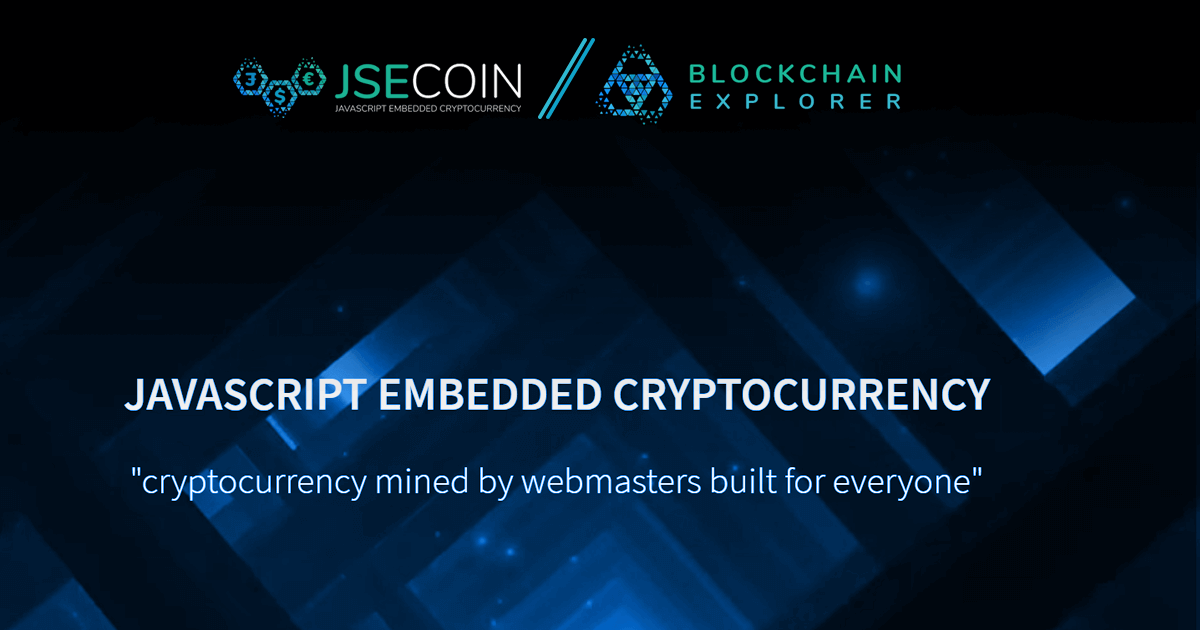 JSECOIN
JAVASCRIPT EMBEDDED CRYPTOCURRENCY
BLOCKCHAIN
EXPLORER
JAVASCRIPT EMBEDDED CRYPTOCURRENCY
"cryptocurrency mined by webmasters built for everyone"